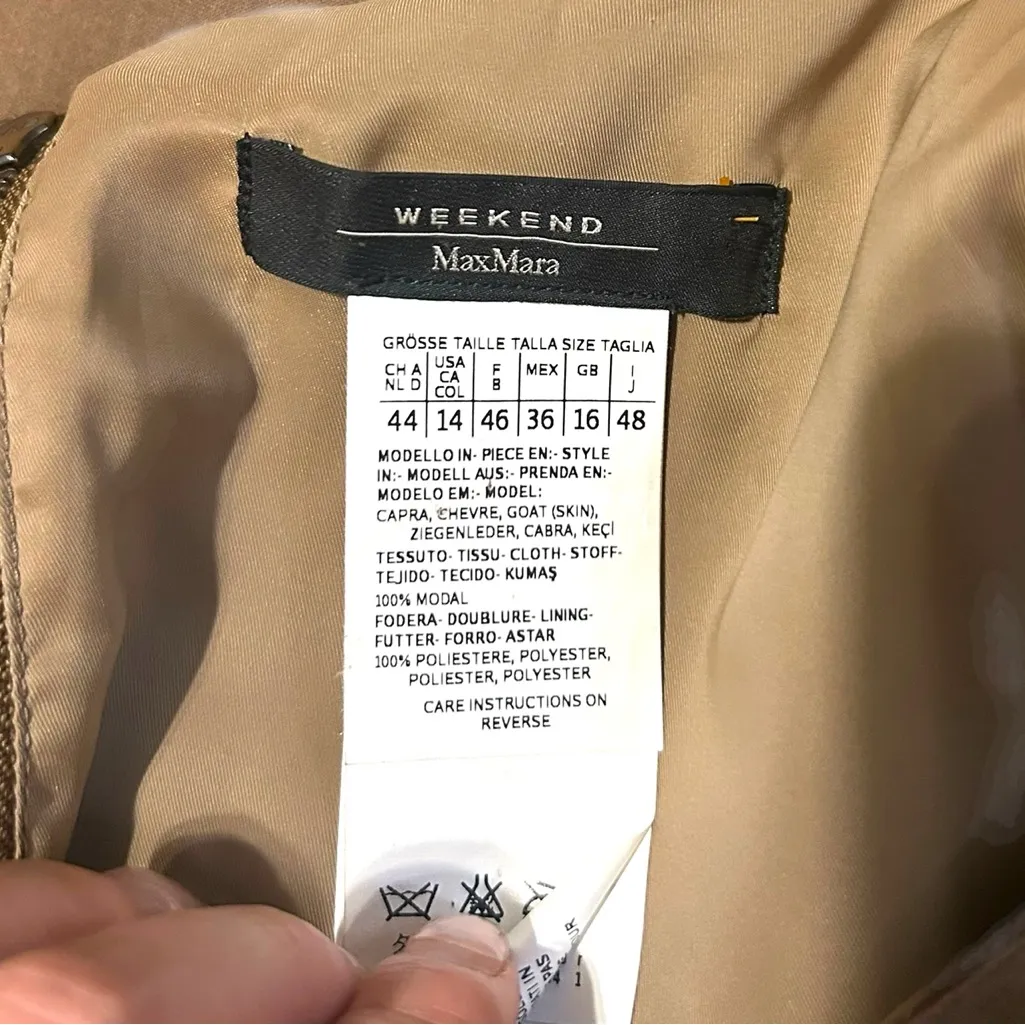 WEEKEND
MaxMara
GRÖSSE TAILLE TALLA SIZE TAGLIA
CH A NL D USA CA COL F B MEX GB I J
44 14 46 36 16 48
MODELLO IN- PIECE EN:- STYLE
IN:- MODELL AUS:- PRENDA EN:-
MODELO EM:- MODEL:
CAPRA, CHEVRE, GOAT (SKIN),
ZIEGENLEDER, CABRA, KEÇİ
TESSUTO- TISSU- CLOTH- STOFF-
TEJIDO- TECIDO- KUMAŞ
100% MODAL
FODERA- DOUBLURE- LINING-
FUTTER- FORRO- ASTAR
100% POLIESTERE, POLYESTER,
POLIESTER, POLYESTER
CARE INSTRUCTIONS ON
REVERSE